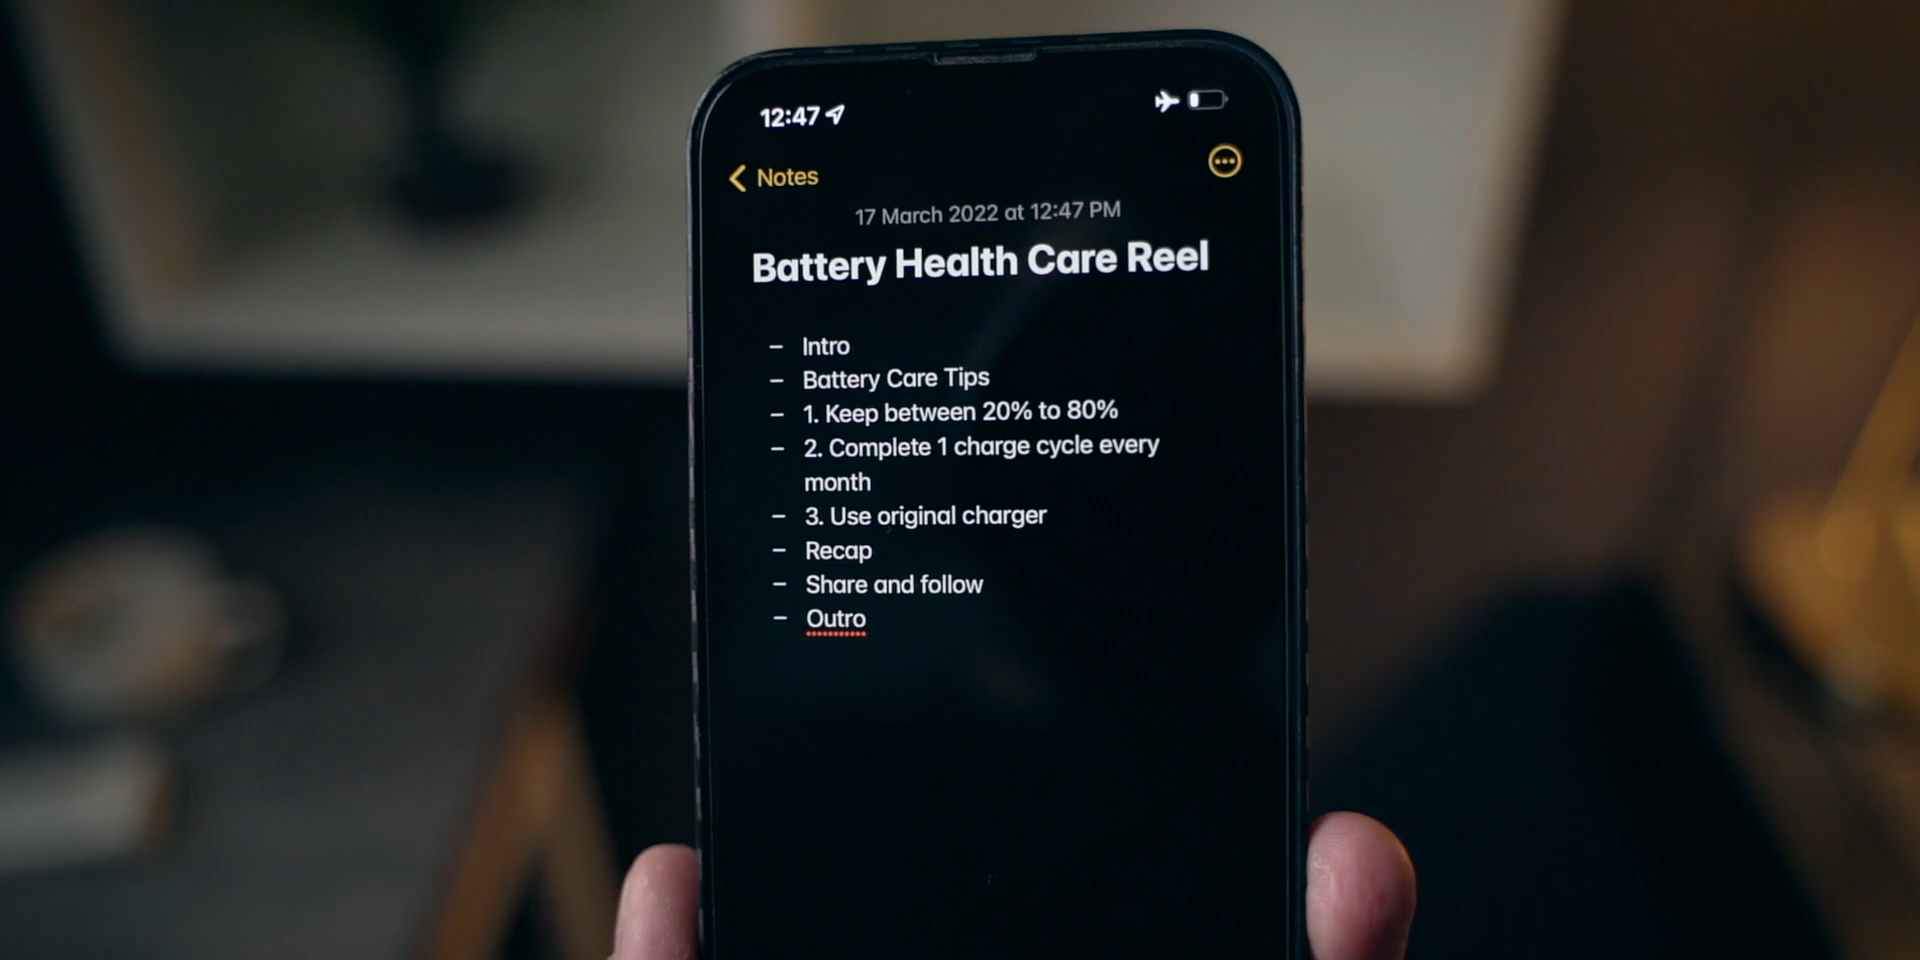 12:47
Notes
17 March 2022 at 12:47 PM
Battery Health Care Reel
– Intro
– Battery Care Tips
– 1. Keep between 20% to 80%
– 2. Complete 1 charge cycle every
month
– 3. Use original charger
– Recap
– Share and follow
– Outro